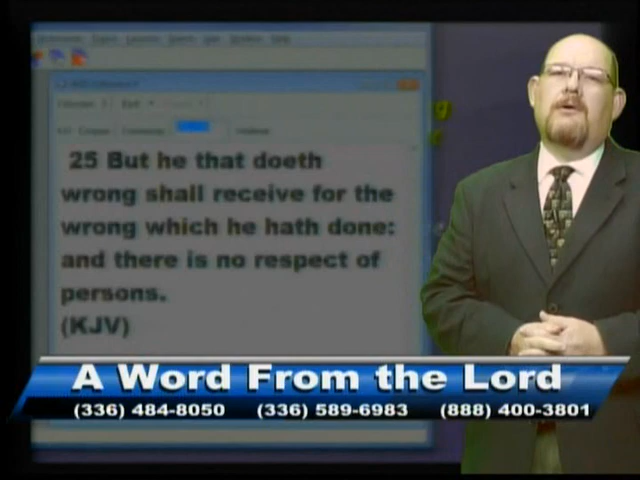 25 But he that doeth
wrong shall receive for the
wrong which he hath done:
and there is no respect of
persons.
(KJV)
A Word From the Lord
(336) 484-8050 (336) 589-6983 (888) 400-3801